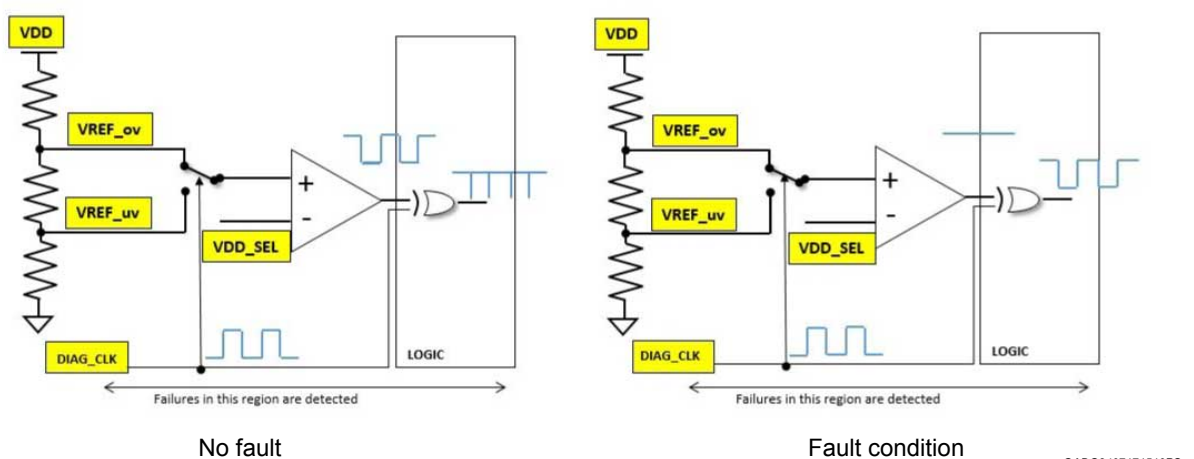 VDD
VREF_ov
+
VREF_uv
-
VDD_SEL
DIAG_CLK
LOGIC
Failures in this region are detected
No fault
VDD
VREF_ov
+
VREF_uv
-
VDD_SEL
DIAG_CLK
LOGIC
Failures in this region are detected
Fault condition